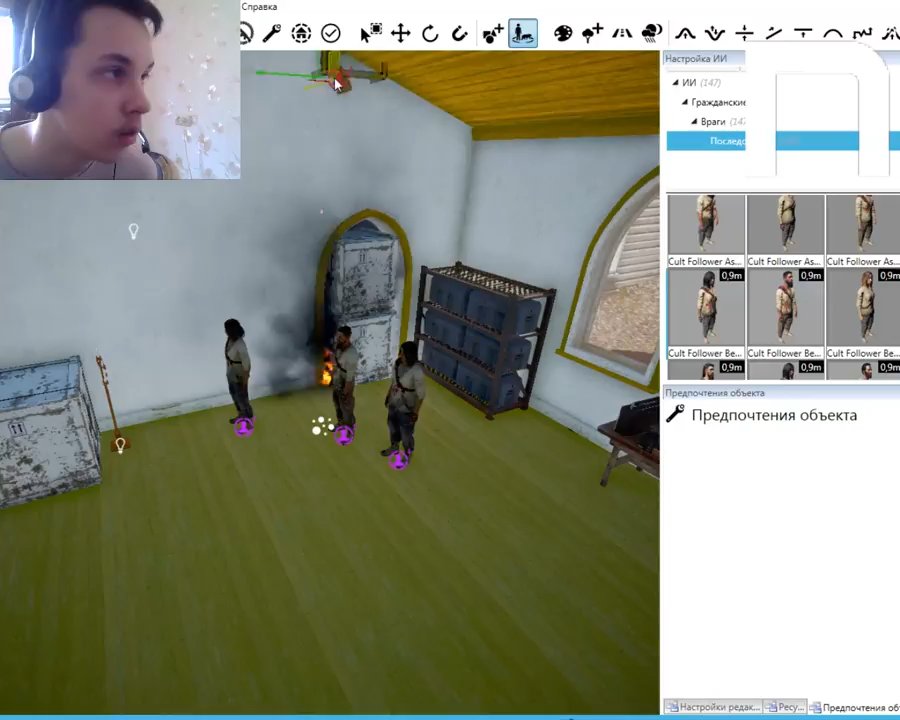 Справка
Настройка ИИ
ИИ (147)
Гражданские
Враги
Cult Follower As...
Cult Follower As...
Cult Follower As...
0,9m
0,9m
0,9m
Cult Follower Be...
Cult Follower Be...
Cult Follower Be...
0,9m
0,9m
0,9m
Предпочтения объекта
Предпочтения объекта
Настройки редак...
Ресу...
Предпочтения об